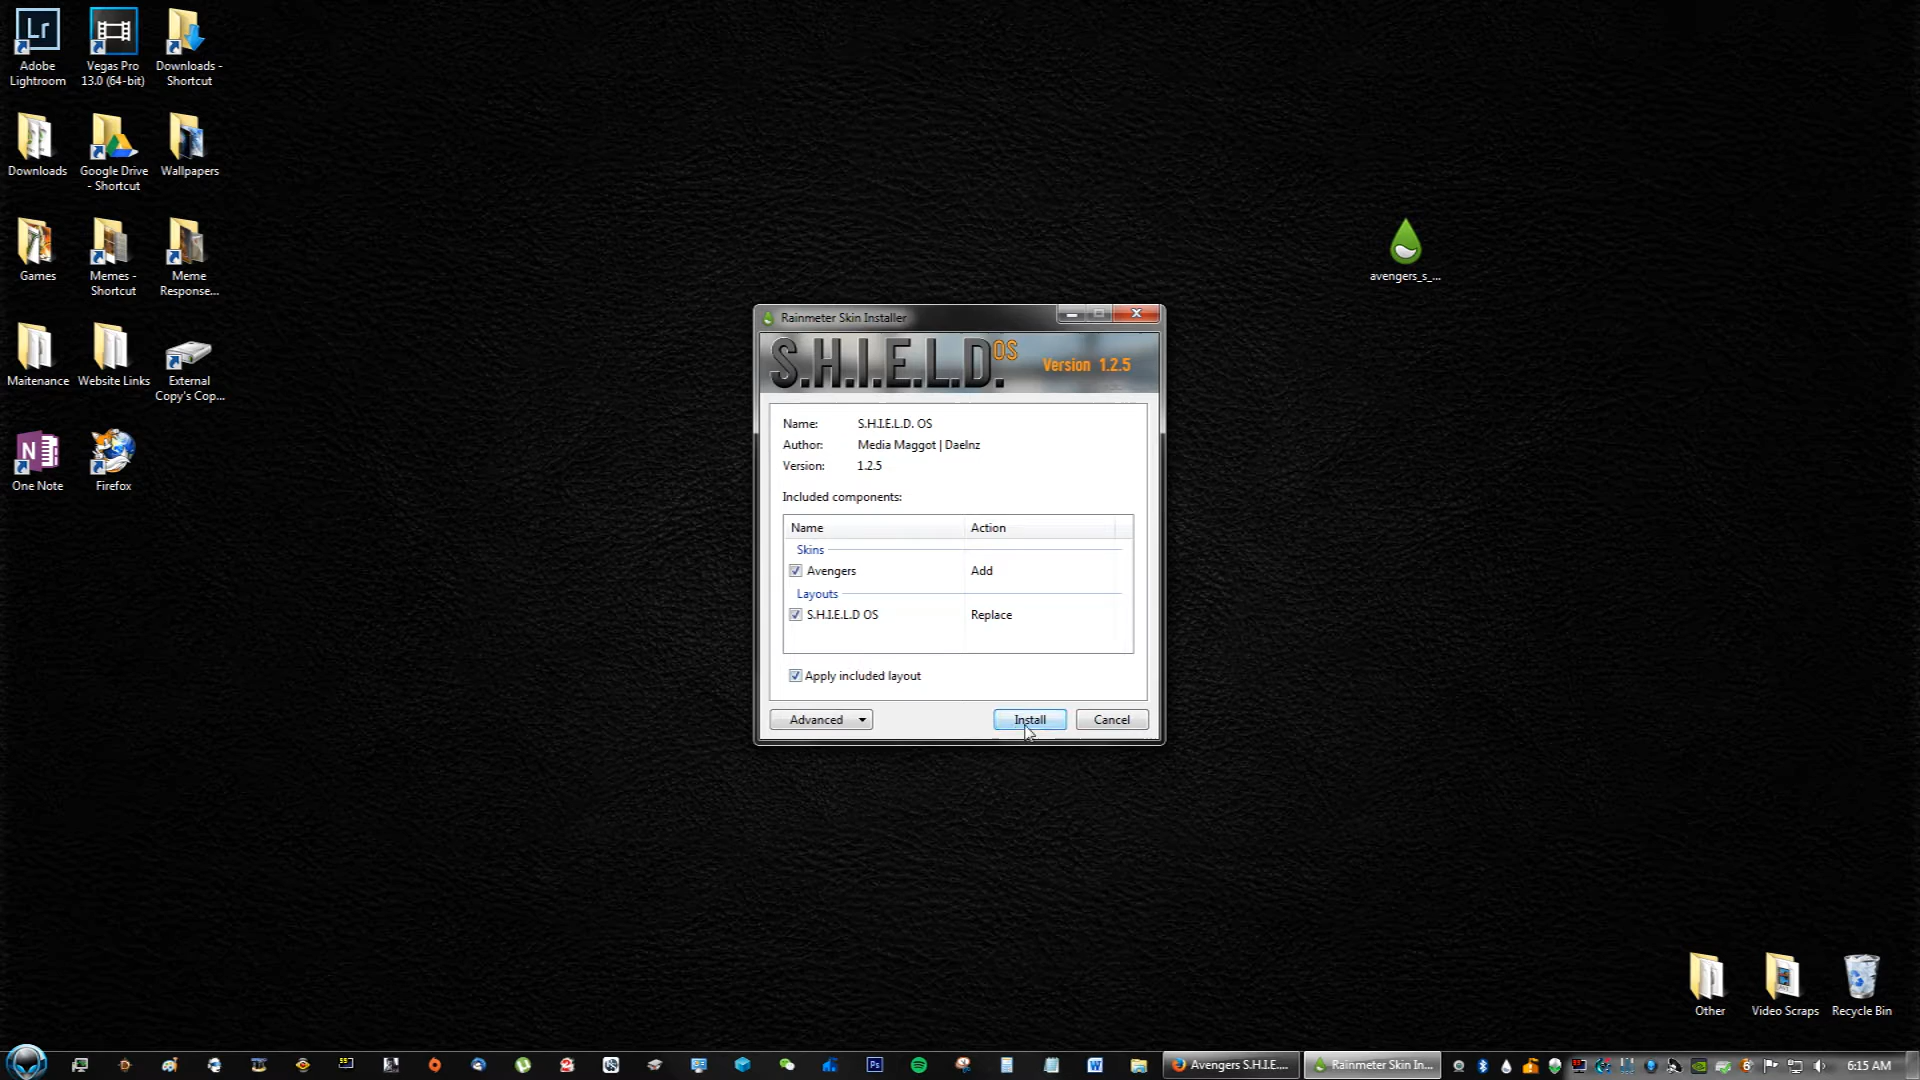 Adobe Lightroom
Vegas Pro 13.0 (64-bit)
Downloads - Shortcut
Downloads
Google Drive - Shortcut
Wallpapers
Games
Memes - Shortcut
Meme Response...
Maitenance
Website Links
External Copy's Cop...
One Note
Firefox
avengers_s_...
Rainmeter Skin Installer
S.H.I.E.L.D. OS
Version 1.2.5
Name: S.H.I.E.L.D. OS
Author: Media Maggot | Daelnz
Version: 1.2.5
Included components:
Name Action
Skins
Avengers Add
Layouts
S.H.I.E.L.D OS Replace
Apply included layout
Advanced Install Cancel
Other
Video Scraps
Recycle Bin
Avengers S.H.I.E....
Rainmeter Skin In...
6:15 AM